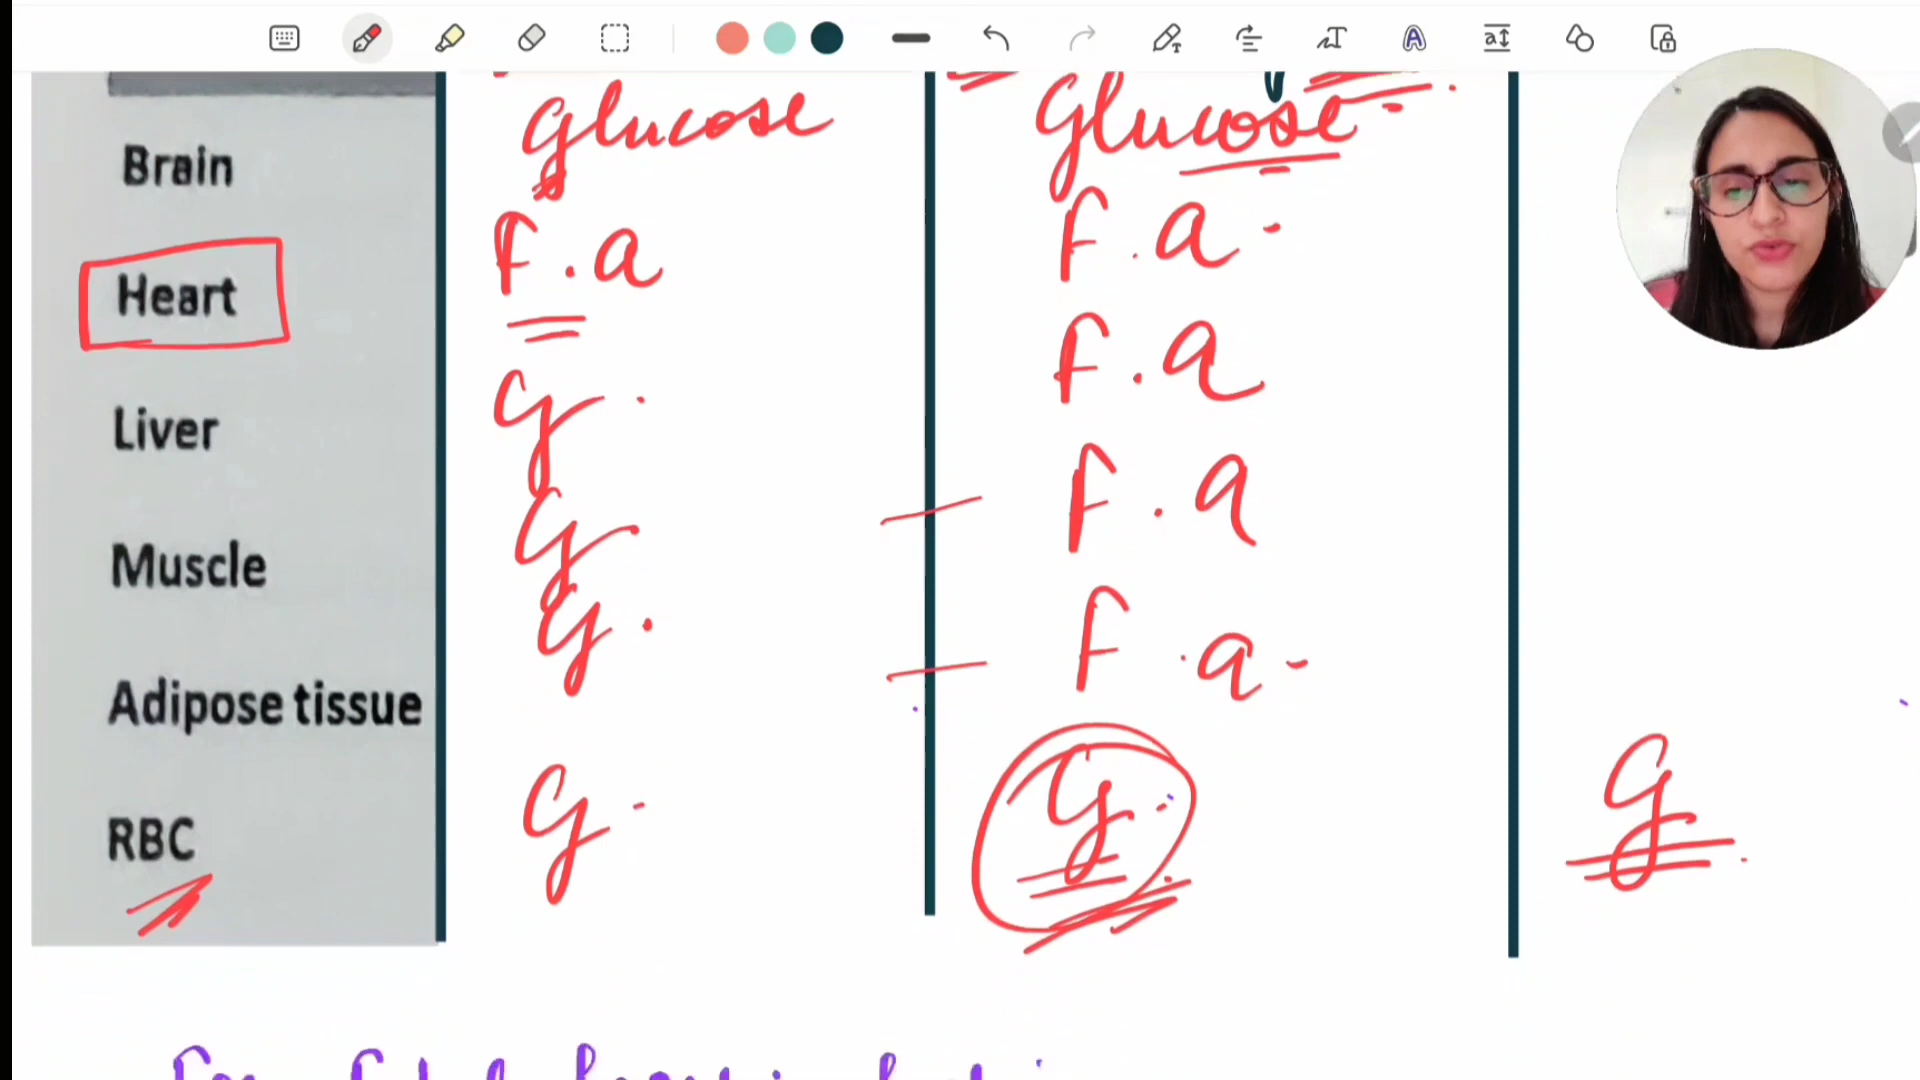 Brain glucose glucose
Heart F.a F.a
Liver G. F.a
Muscle G. F.a
Adipose tissue G. F.a
RBC G. G. G